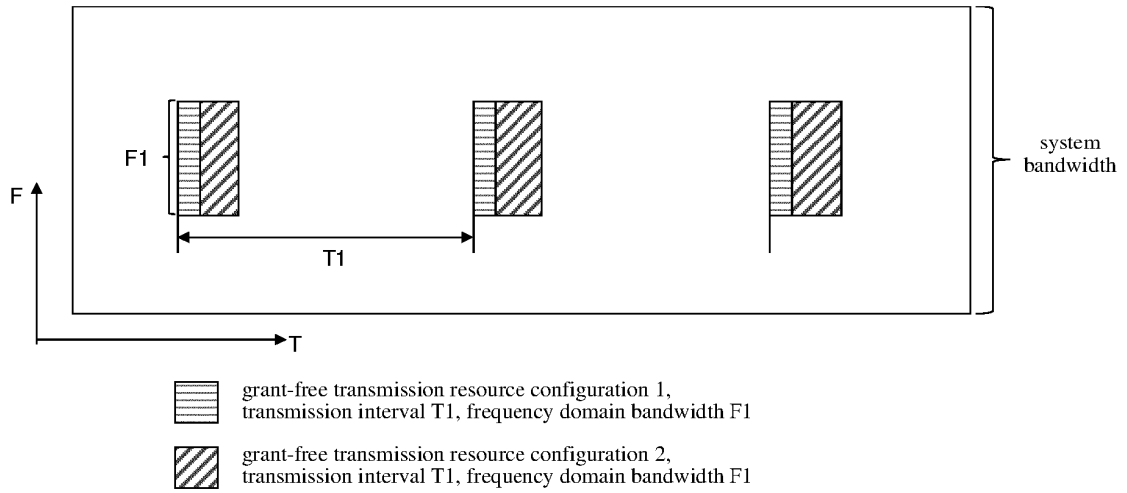 F1
system
bandwidth
F
T1
T
grant-free transmission resource configuration 1,
transmission interval T1, frequency domain bandwidth F1
grant-free transmission resource configuration 2,
transmission interval T1, frequency domain bandwidth F1